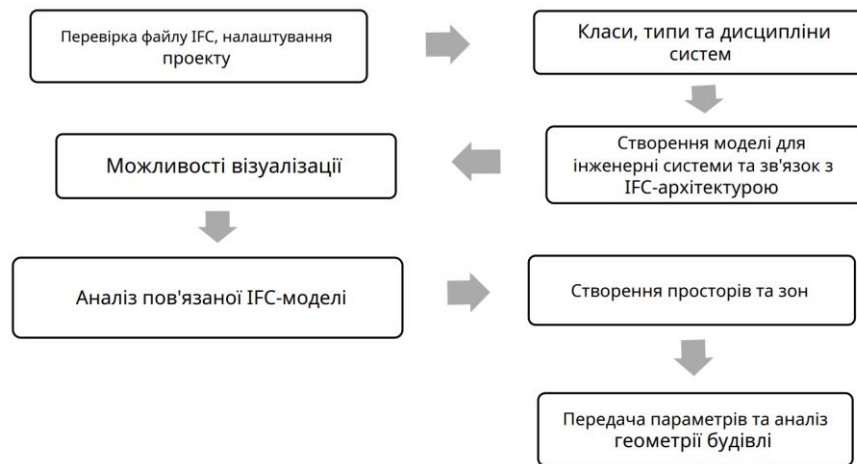 Перевірка файлу IFC, налаштування
проекту
Класи, типи та дисципліни
систем
Створення моделі для
інженерні системи та зв'язок з
IFC-архітектурою
Можливості візуалізації
Аналіз пов'язаної IFC-моделі
Створення просторів та зон
Передача параметрів та аналіз
геометрії будівлі